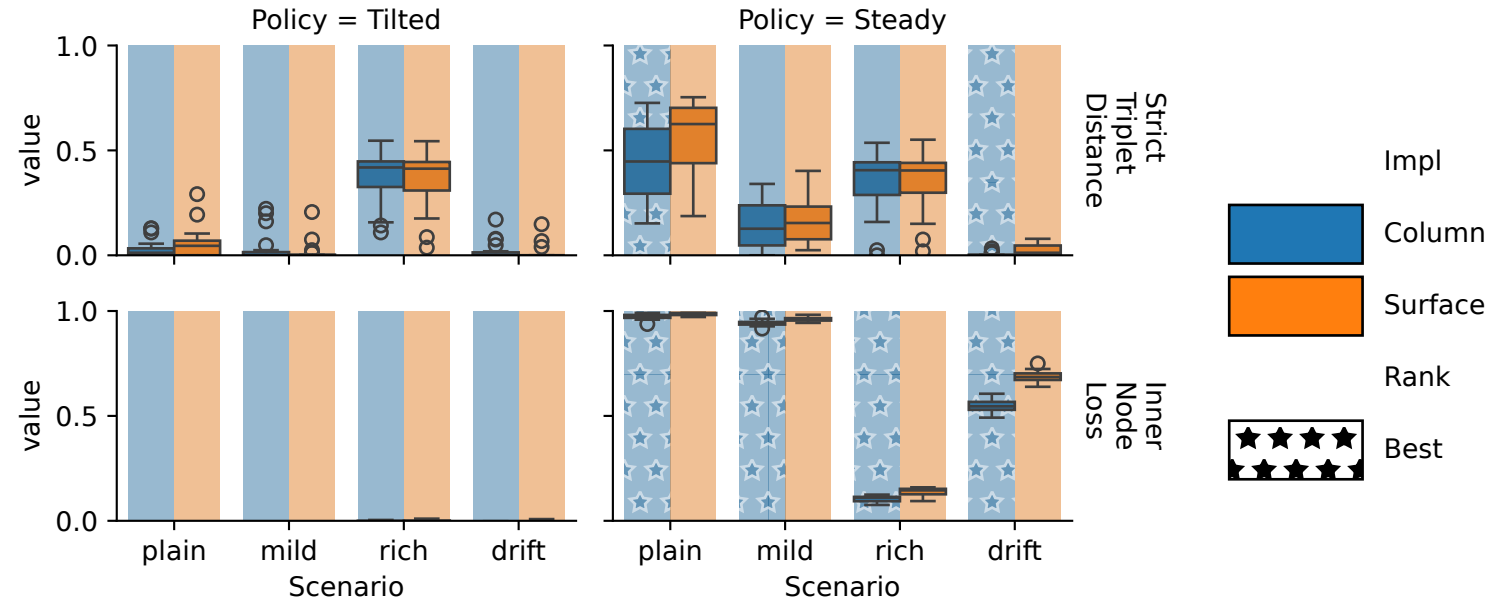 Policy = Tilted
Policy = Steady
1.0
0.5
0.0
value
Strict
Triplet
Distance
1.0
0.5
0.0
value
Inner
Node
Loss
plain mild rich drift
Scenario
plain mild rich drift
Scenario
Impl
Column
Surface
Rank
Best